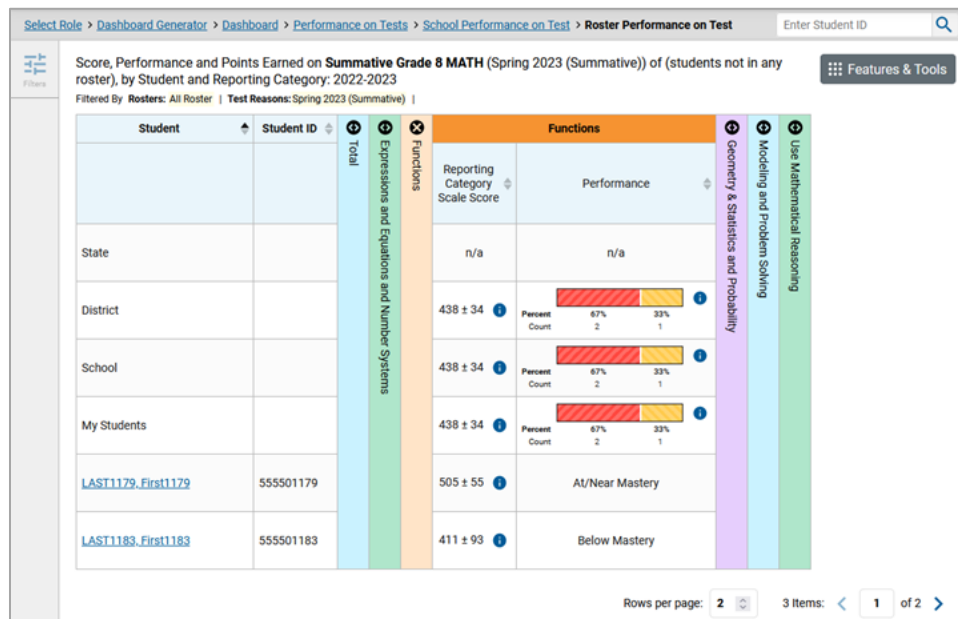 Select Role > Dashboard Generator > Dashboard > Performance on Tests > School Performance on Test > Roster Performance on Test
Enter Student ID
Filters
Score, Performance and Points Earned on Summative Grade 8 MATH (Spring 2023 (Summative)) of (students not in any
roster), by Student and Reporting Category: 2022-2023
Features & Tools
Filtered By Rosters: All Roster | Test Reasons: Spring 2023 (Summative) |
Student
Student ID
Total
Expressions and Equations and Number Systems
Functions
Functions
Geometry & Statistics and Probability
Modeling and Problem Solving
Use Mathematical Reasoning
Reporting
Category
Scale Score
Performance
State
n/a
n/a
District
438 ± 34
Percent 67% 33%
Count 2 1
School
438 ± 34
Percent 67% 33%
Count 2 1
My Students
438 ± 34
Percent 67% 33%
Count 2 1
LAST1179, First1179
555501179
505 ± 55
At/Near Mastery
LAST1183, First1183
555501183
411 ± 93
Below Mastery
Rows per page: 2
3 Items: 1 of 2